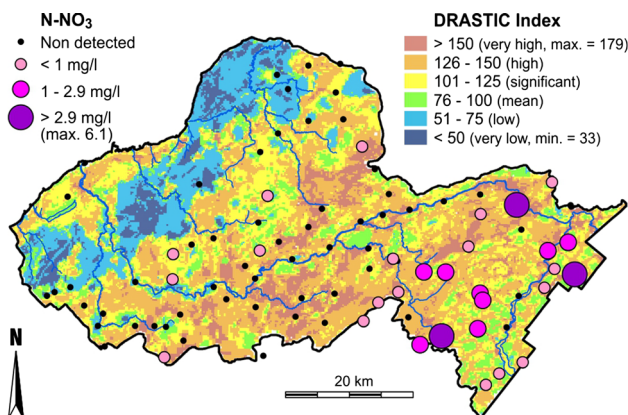 N-NO3
Non detected
< 1 mg/l
1 - 2.9 mg/l
> 2.9 mg/l
(max. 6.1)
DRASTIC Index
> 150 (very high, max. = 179)
126 - 150 (high)
101 - 125 (significant)
76 - 100 (mean)
51 - 75 (low)
< 50 (very low, min. = 33)
N
20 km